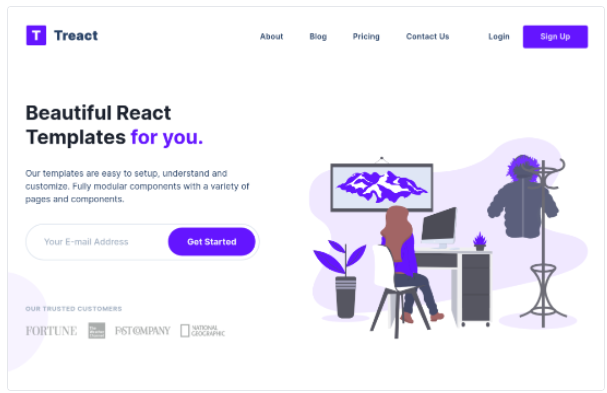 T Treact
About Blog Pricing Contact Us Login Sign Up
Beautiful React
Templates for you.
Our templates are easy to setup, understand and
customize. Fully modular components with a variety of
pages and components.
Your E-mail Address Get Started
OUR TRUSTED CUSTOMERS
FORTUNE FAST COMPANY NATIONAL
GEOGRAPHIC